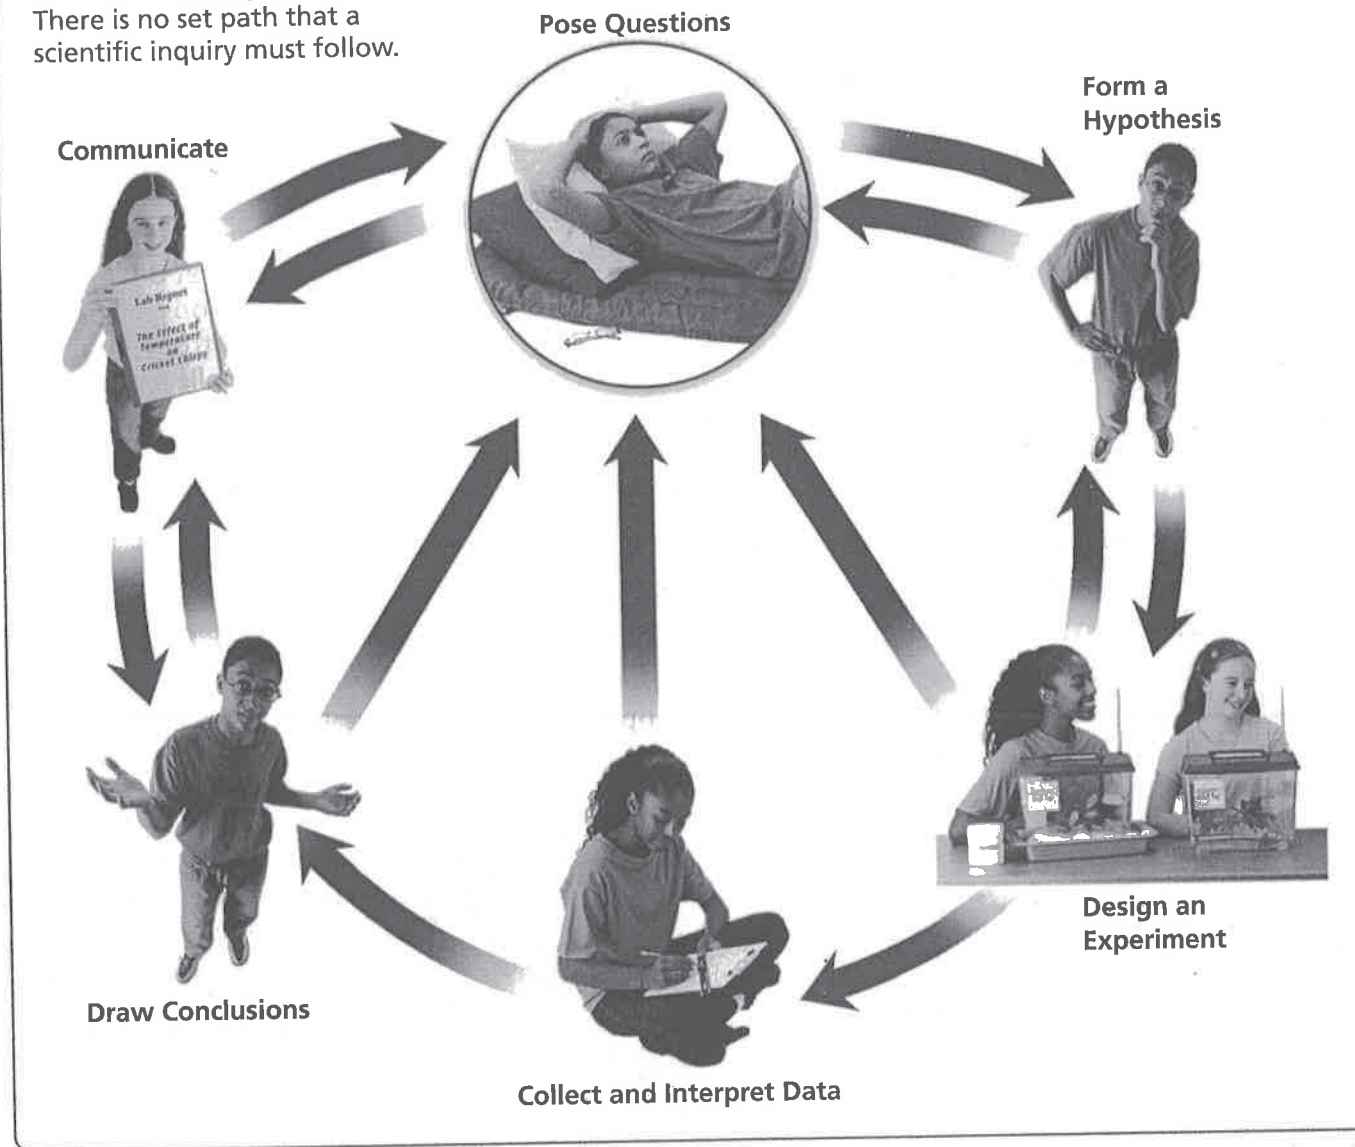 There is no set path that a
scientific inquiry must follow.
Pose Questions
Form a
Hypothesis
Communicate
Lab Report
The Effect of
Temperature
on
Cricket Chirps
Design an
Experiment
Draw Conclusions
Collect and Interpret Data